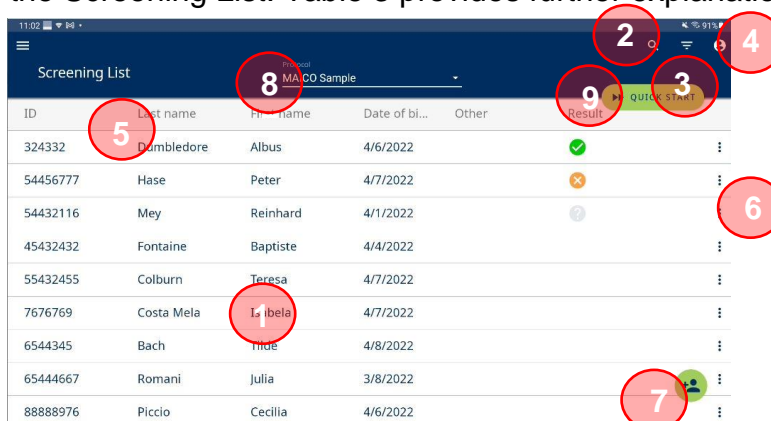 the Screening List. Table 3 provides further explanatio
11:02 91%
2 4
Screening List
Protocol
MAICO Sample
8
9 3
QUICK START
ID Last name First name Date of bi... Other Result
5
324332 Dumbledore Albus 4/6/2022
54456777 Hase Peter 4/7/2022
54432116 Mey Reinhard 4/1/2022
6
45432432 Fontaine Baptiste 4/4/2022
55432455 Colburn Teresa 4/7/2022
7676769 Costa Mela Isabela 4/7/2022
1
6544345 Bach Tilde 4/8/2022
65444667 Romani Julia 3/8/2022
7
88888976 Piccio Cecilia 4/6/2022